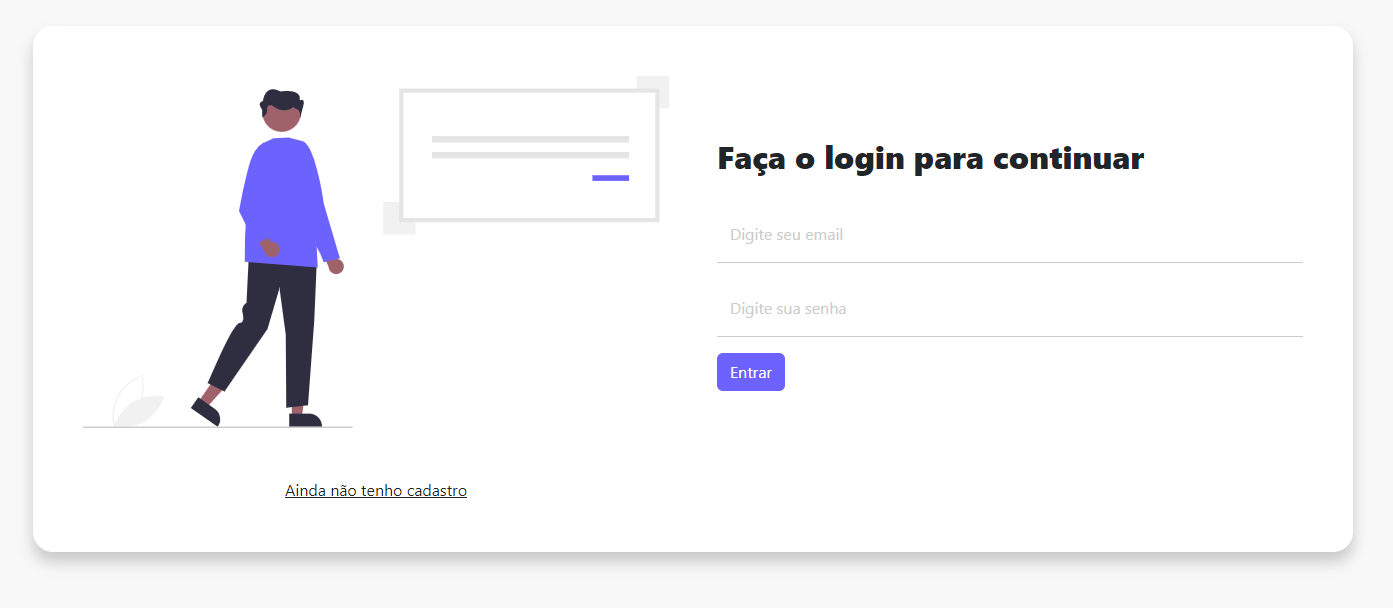 Faça o login para continuar
Digite seu email
Digite sua senha
Entrar
Ainda não tenho cadastro